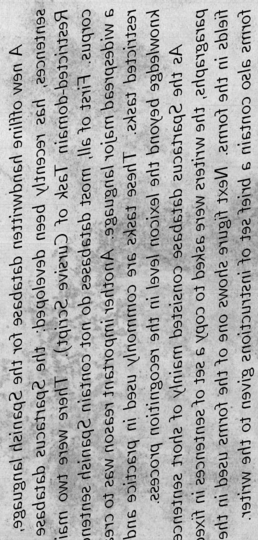 A new offline handwritten database for the Spanish language,
sentences, has recently been developed: the Spartacus database
Restricted-domain Task of Cursive Script). There were two mai
corpus. First of all, most databases do not contain Spanish sente
a widespread major language. Another important reason was to cre
restricted tasks. These tasks are commonly used in practice and
knowledge beyond the lexicon level in the recognition process.
As the Spartacus database consisted mainly of short sentence
paragraphs, the writers were asked to copy a set of sentences in fixe
fields in the forms. Next figure shows one of the forms used in the
forms also contain a brief set of instructions given to the writer.